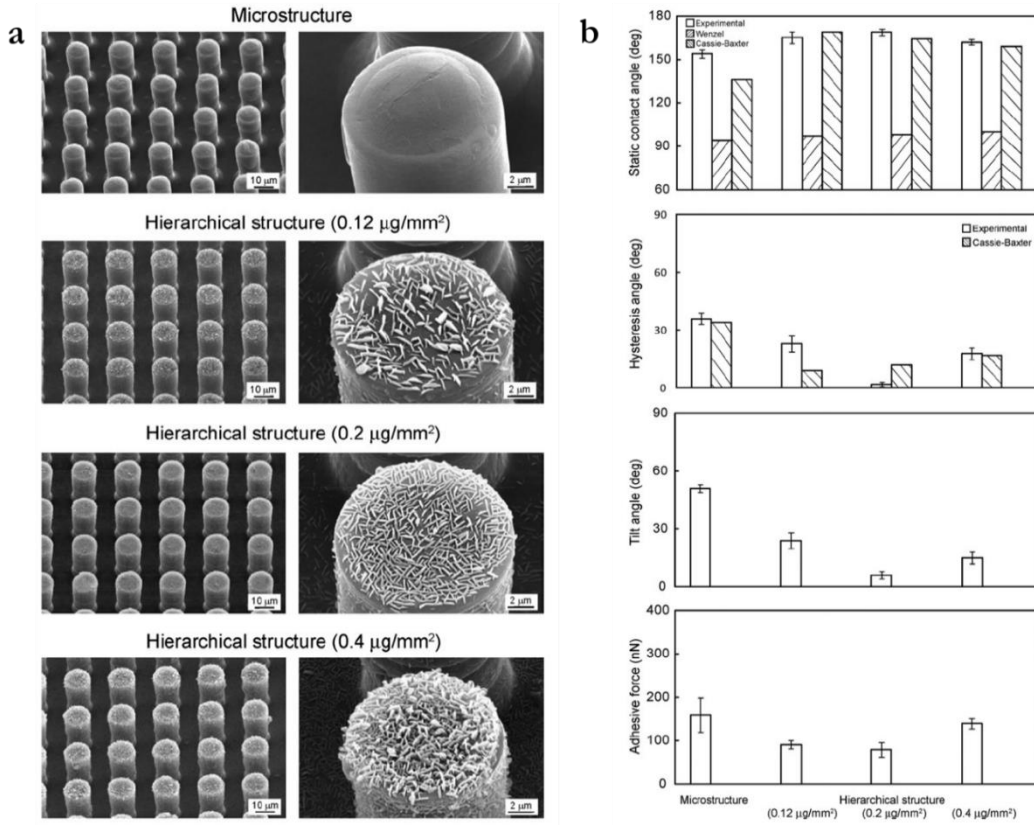 a
Microstructure
10 µm
2 µm
Hierarchical structure (0.12 µg/mm²)
10 µm
2 µm
Hierarchical structure (0.2 µg/mm²)
10 µm
2 µm
Hierarchical structure (0.4 µg/mm²)
10 µm
2 µm
b
Static contact angle (deg)
180
150
120
90
60
Experimental
Wenzel
Cassie-Baxter
Hysteresis angle (deg)
90
60
30
0
Experimental
Cassie-Baxter
Tilt angle (deg)
90
60
30
0
Adhesive force (nN)
400
300
200
100
0
Microstructure
Hierarchical structure
(0.12 µg/mm²)
(0.2 µg/mm²)
(0.4 µg/mm²)